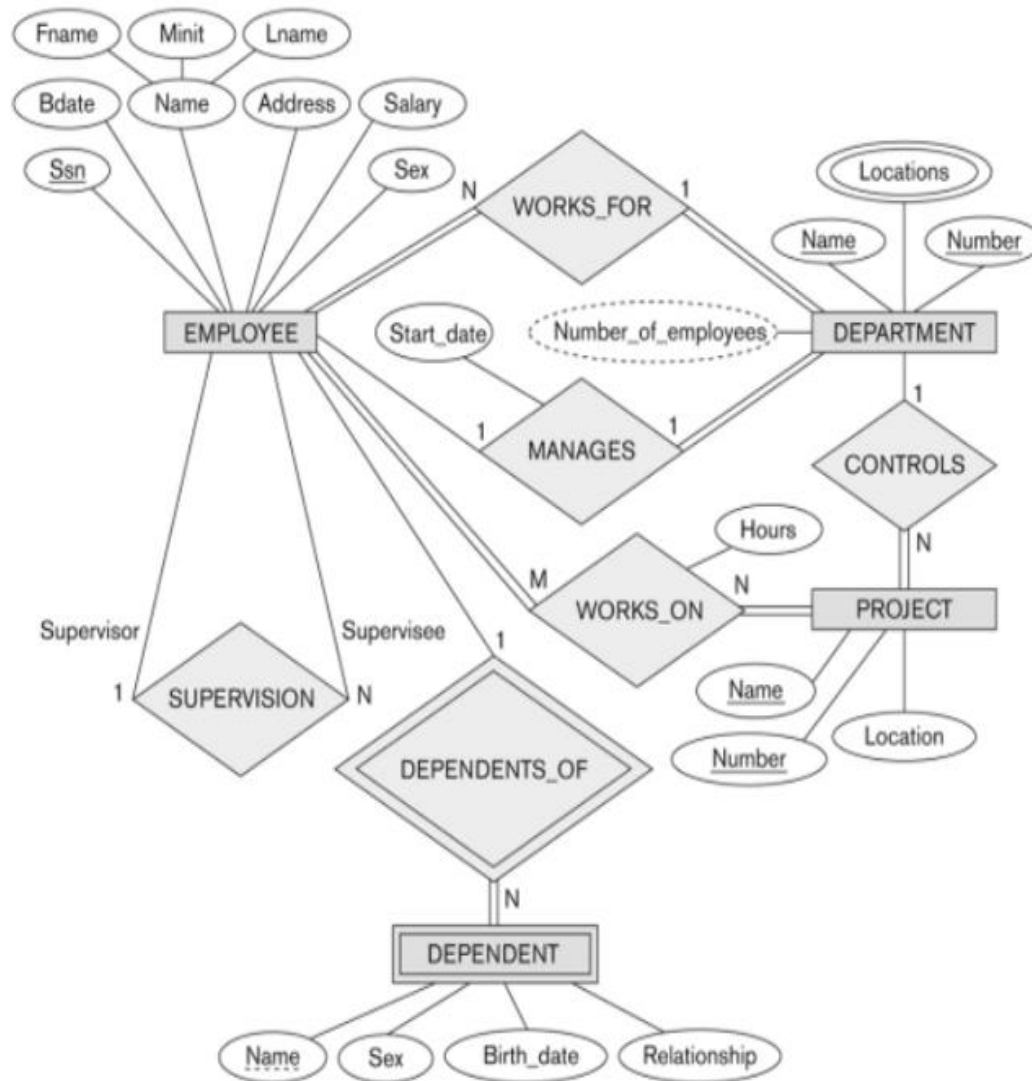 Fname Minit Lname
Bdate Name Address Salary
Ssn Sex
N WORKS_FOR 1
Locations
Name Number
EMPLOYEE
Start_date
Number_of_employees
DEPARTMENT
1 MANAGES 1
1
CONTROLS
N
Hours
M WORKS_ON N
PROJECT
Supervisor Supervisee
1 SUPERVISION N
1
Name
Number
Location
DEPENDENTS_OF
N
DEPENDENT
Name Sex Birth_date Relationship